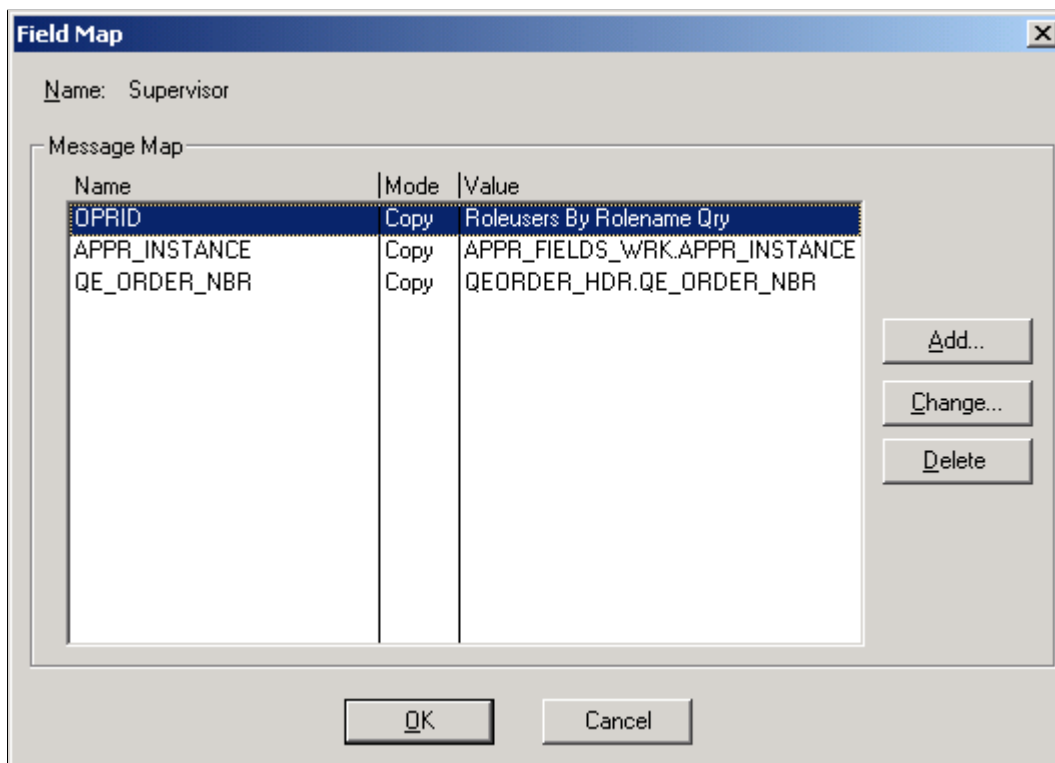 Field Map
Name: Supervisor
Message Map
Name Mode Value
OPRID Copy Roleusers By Rolename Qry
APPR_INSTANCE Copy APPR_FIELDS_WRK.APPR_INSTANCE
QE_ORDER_NBR Copy QEORDER_HDR.QE_ORDER_NBR
Add...
Change...
Delete
OK Cancel